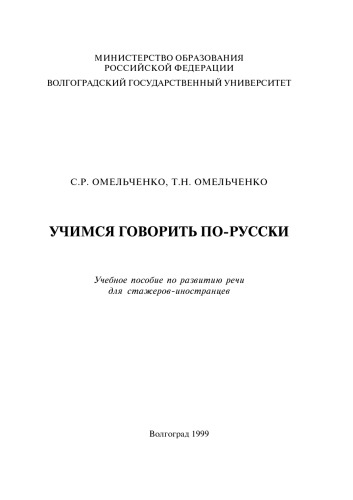 МИНИСТЕРСТВО ОБРАЗОВАНИЯ
РОССИЙСКОЙ ФЕДЕРАЦИИ
ВОЛГОГРАДСКИЙ ГОСУДАРСТВЕННЫЙ УНИВЕРСИТЕТ
С.Р. ОМЕЛЬЧЕНКО, Т.Н. ОМЕЛЬЧЕНКО
УЧИМСЯ ГОВОРИТЬ ПО-РУССКИ
Учебное пособие по развитию речи
для стажеров-иностранцев
Волгоград 1999